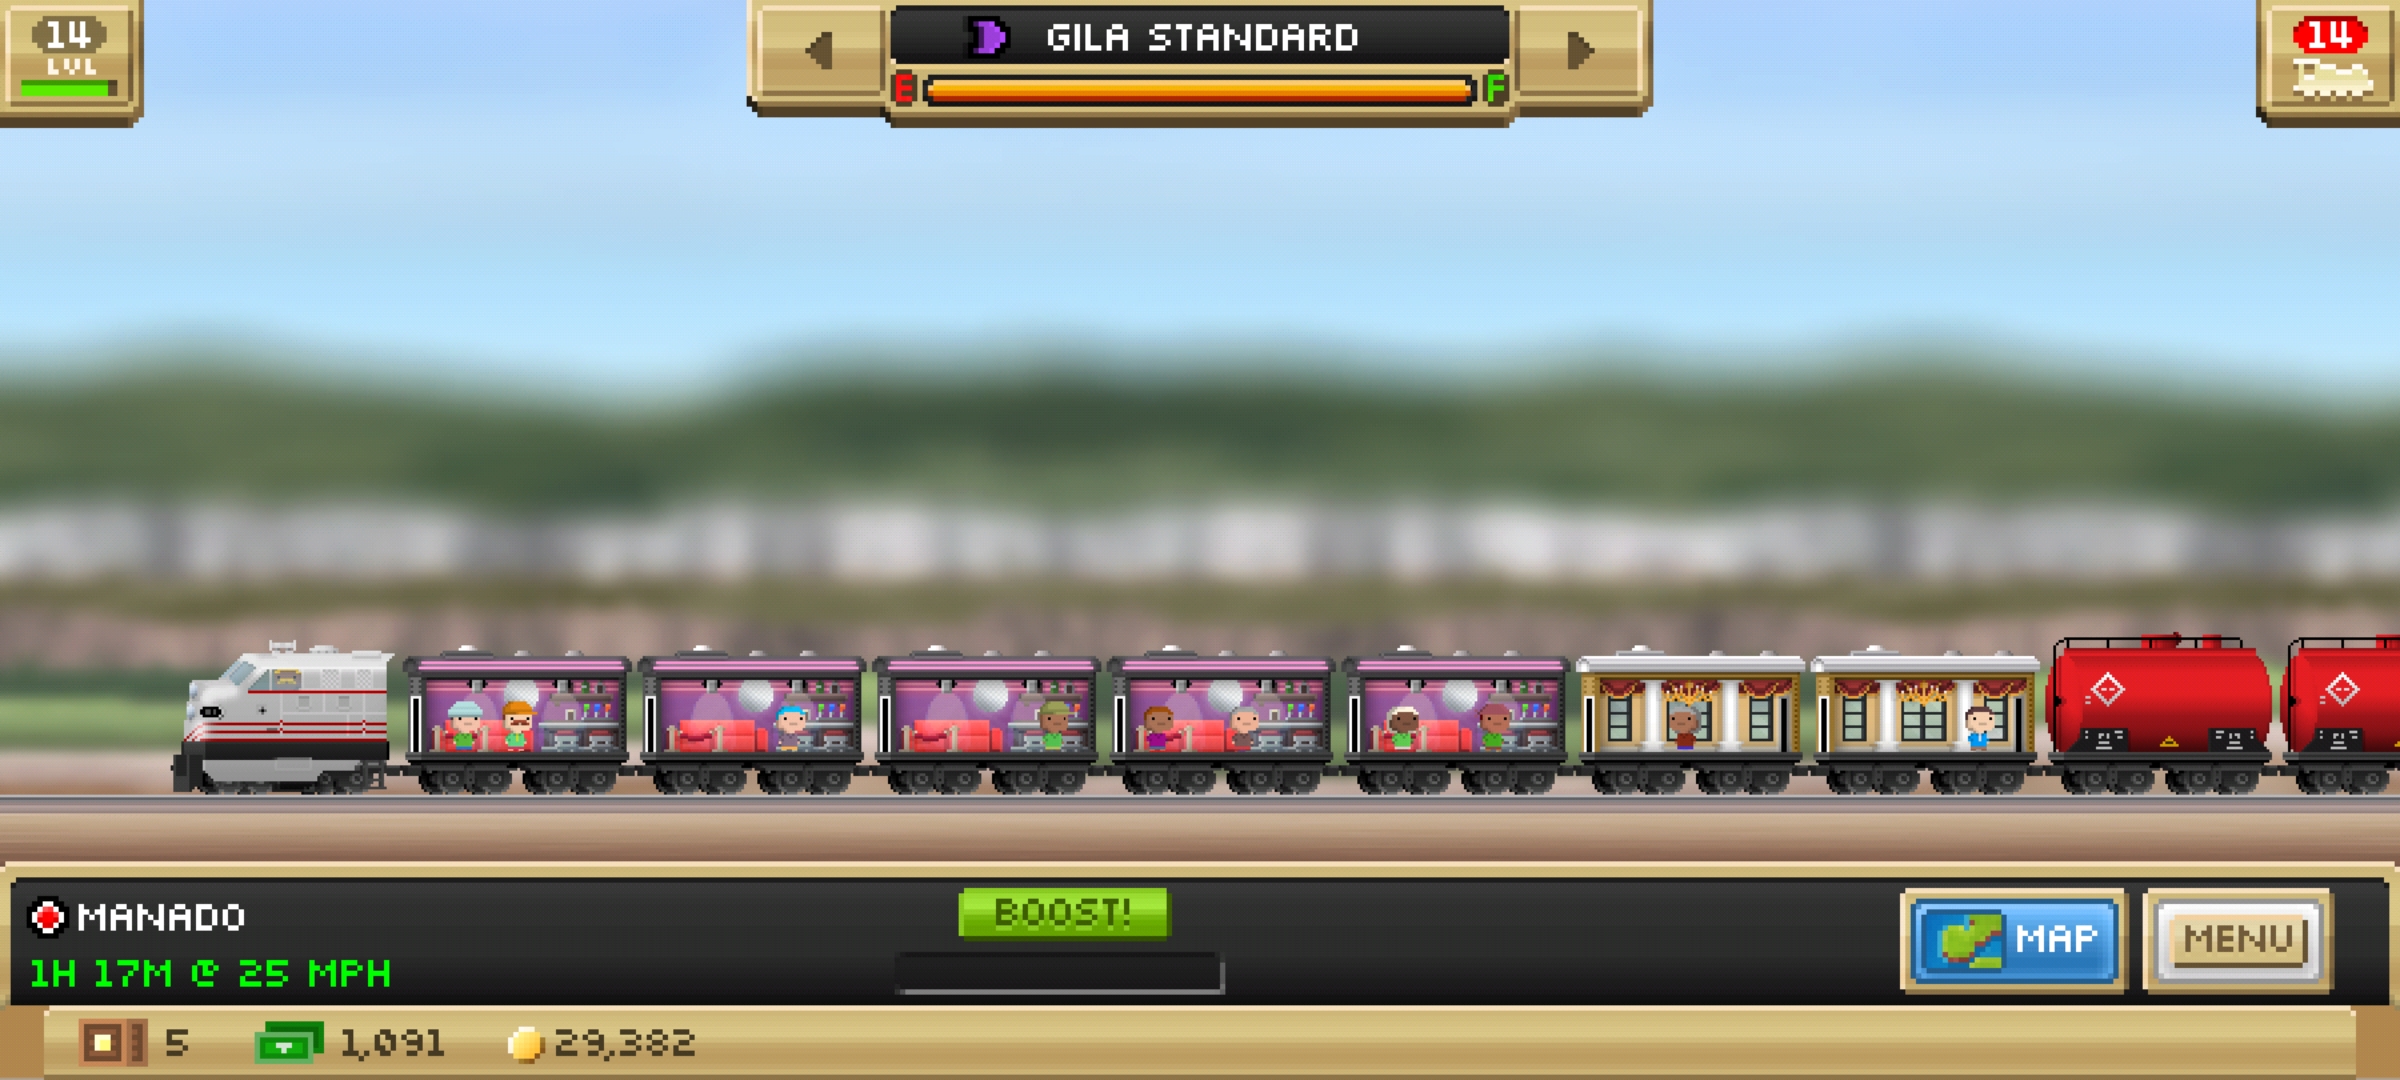 14
LVL
GILA STANDARD
E F
14
MANADO
1H 17M @ 25 MPH
BOOST!
MAP
MENU
5
1,091
29,382